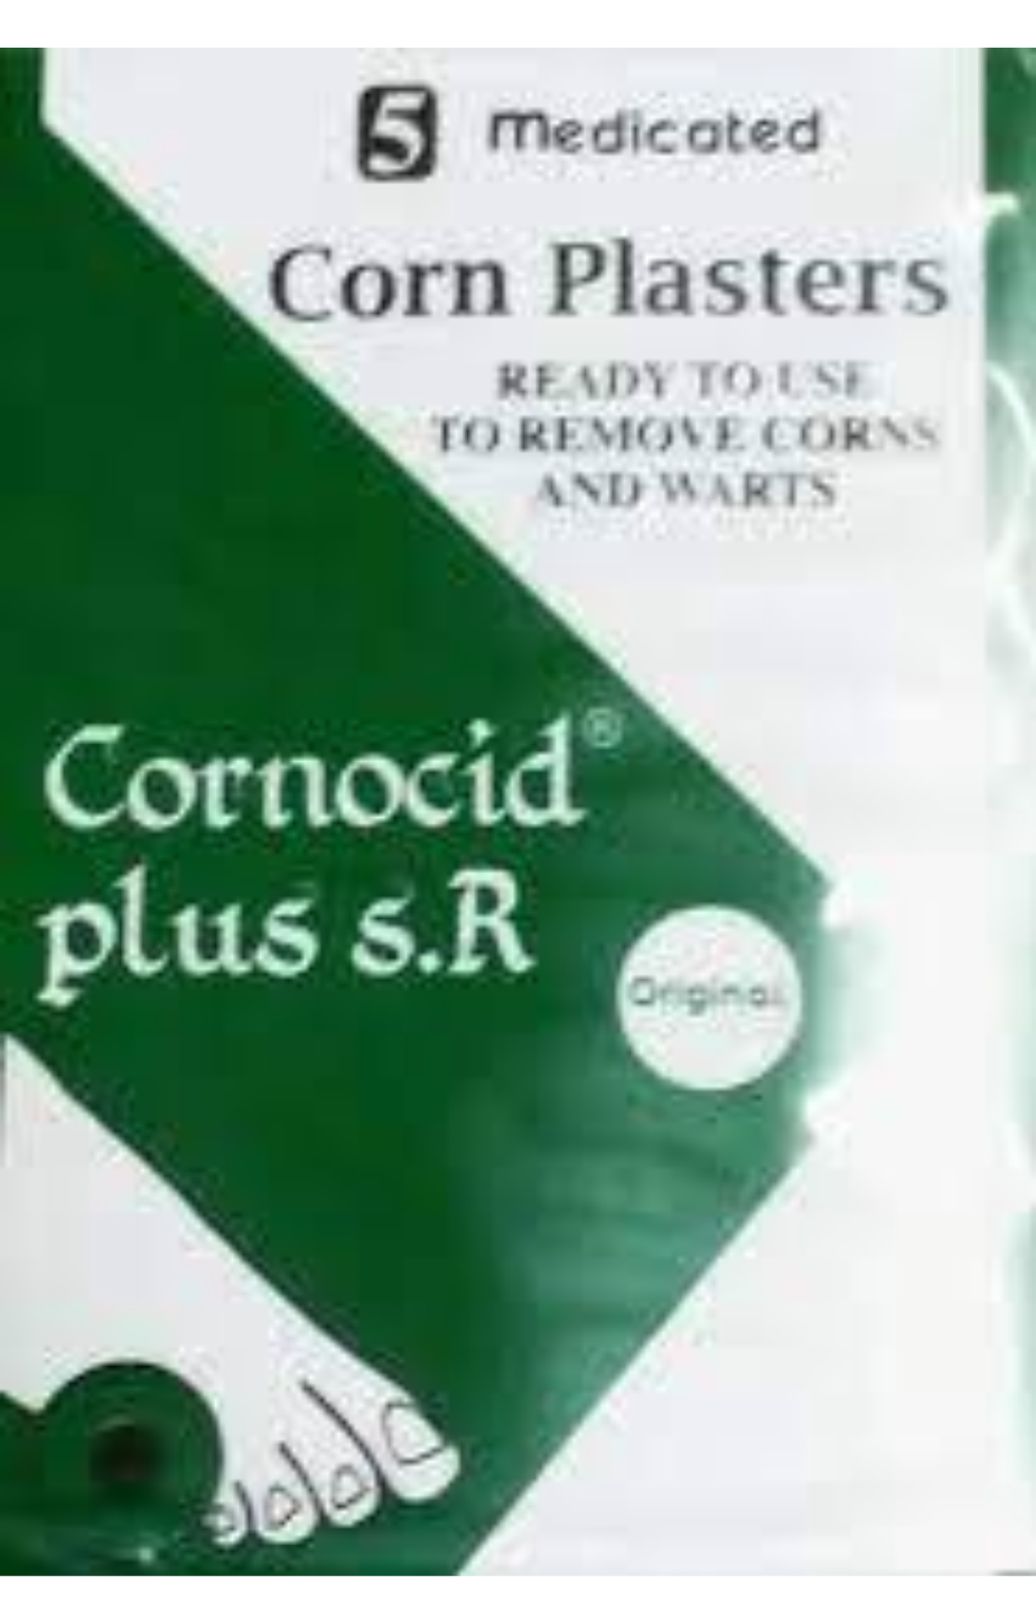 5 Medicated
Corn Plasters
READY TO USE
TO REMOVE CORNS
AND WARTS
Cornocid®
plus s.R
Original